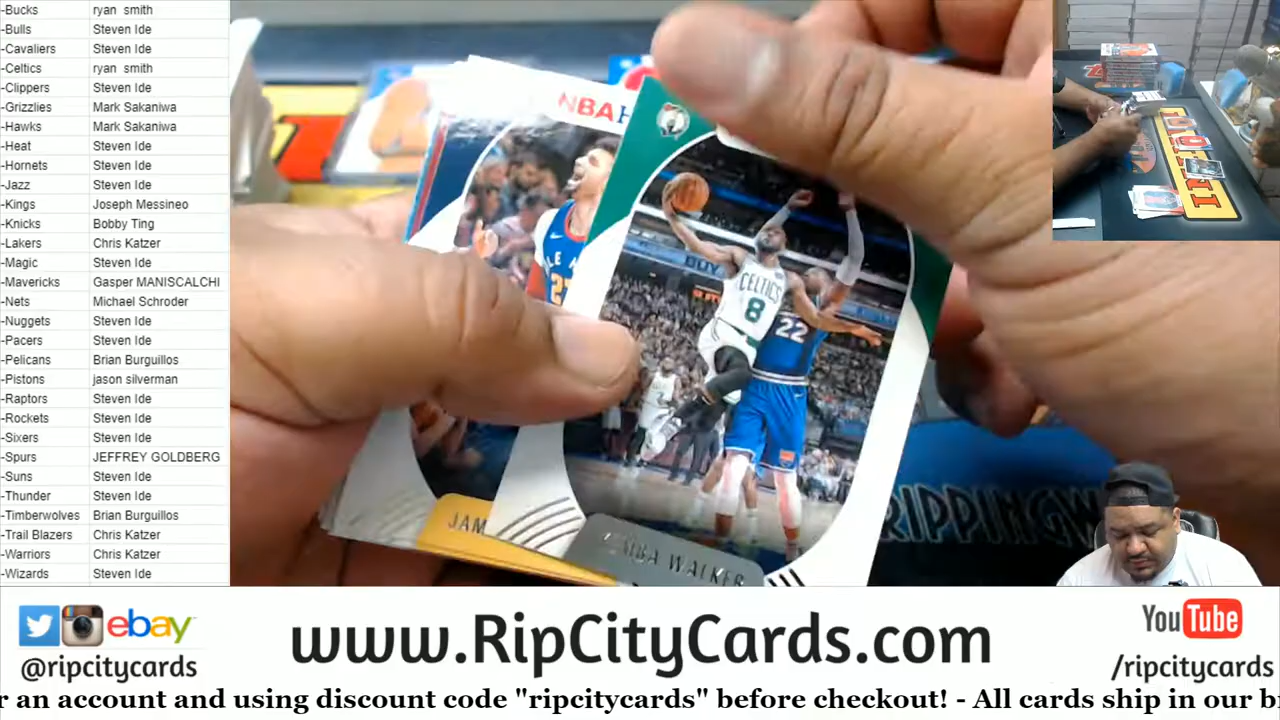 -Bucks ryan smith
-Bulls Steven Ide
-Cavaliers Steven Ide
-Celtics ryan smith
-Clippers Steven Ide
-Grizzlies Mark Sakaniwa
-Hawks Mark Sakaniwa
-Heat Steven Ide
-Hornets Steven Ide
-Jazz Steven Ide
-Kings Joseph Messineo
-Knicks Bobby Ting
-Lakers Chris Katzer
-Magic Steven Ide
-Mavericks Gasper MANISCALCHI
-Nets Michael Schroder
-Nuggets Steven Ide
-Pacers Steven Ide
-Pelicans Brian Burguillos
-Pistons jason silverman
-Raptors Steven Ide
-Rockets Steven Ide
-Sixers Steven Ide
-Spurs JEFFREY GOLDBERG
-Suns Steven Ide
-Thunder Steven Ide
-Timberwolves Brian Burguillos
-Trail Blazers Chris Katzer
-Warriors Chris Katzer
-Wizards Steven Ide
NBA
CELTICS
8
22
JAM
WALKER
RIPPINGW
ebay
@ripcitycards
www.RipCityCards.com
YouTube
/ripcitycards
r an account and using discount code "ripcitycards" before checkout! - All cards ship in our b